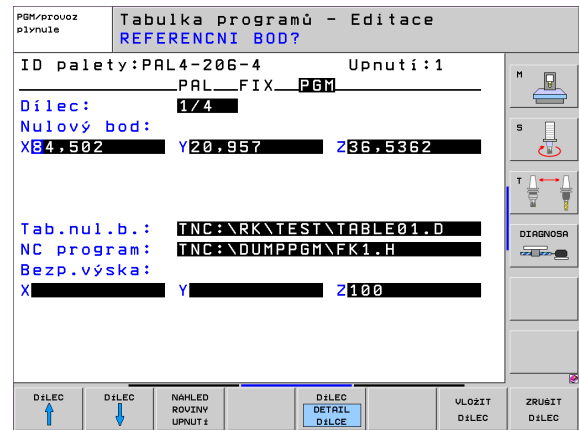 PGM/provoz
plynule
Tabulka programů - Editace
REFERENCNI BOD?
ID palety:PAL4-206-4 Upnutí:1
PAL FIX PGM
Dílec: 1/4
Nulový bod:
X84,502 Y20,957 Z36,5362
Tab.nul.b.: TNC:\RK\TEST\TABLE01.D
NC program: TNC:\DUMPPGM\FK1.H
Bezp.výska:
X Y Z100
M
S
T
DIAGNOSA
DíLEC
DíLEC
NáHLED
ROVINY
UPNUTí
DíLEC
DETAIL
DíLCE
VLOžIT
DíLEC
ZRUšIT
DíLEC